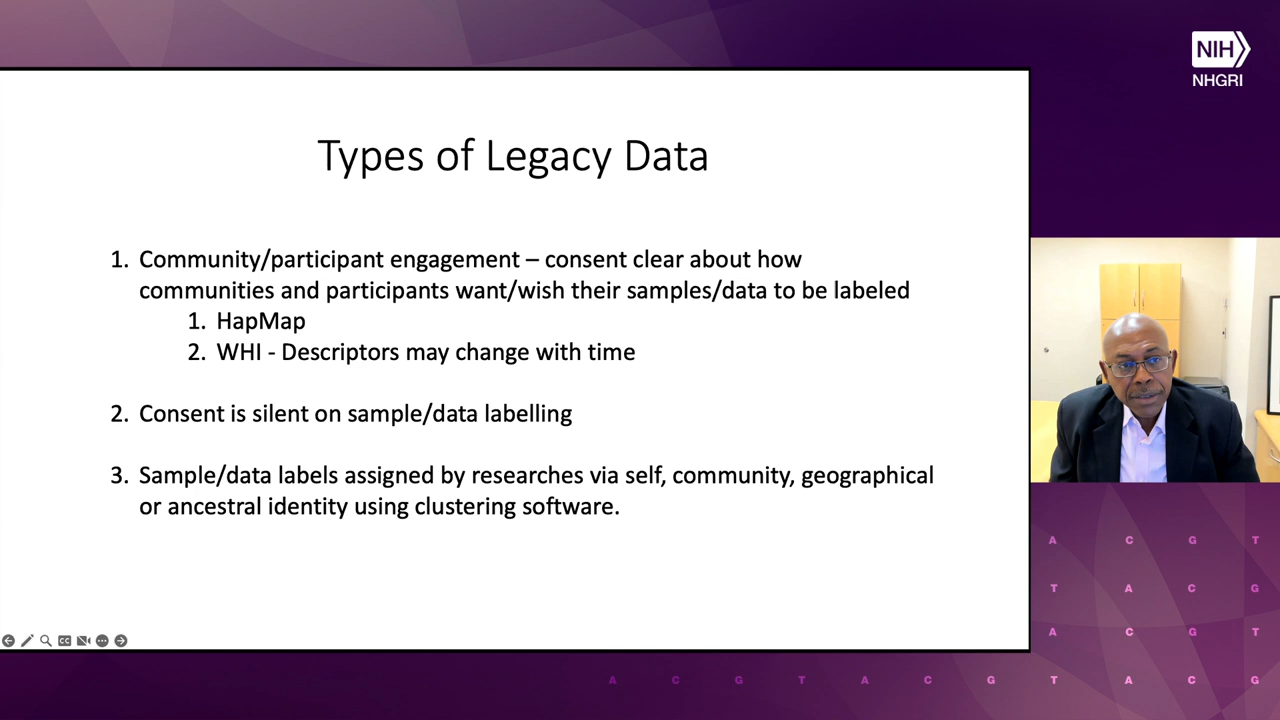 NIH
NHGRI
Types of Legacy Data
1. Community/participant engagement – consent clear about how
communities and participants want/wish their samples/data to be labeled
1. HapMap
2. WHI - Descriptors may change with time
2. Consent is silent on sample/data labelling
3. Sample/data labels assigned by researches via self, community, geographical
or ancestral identity using clustering software.
CC
A C G T
T A C G
A C G T
A C G T A C G T A C G